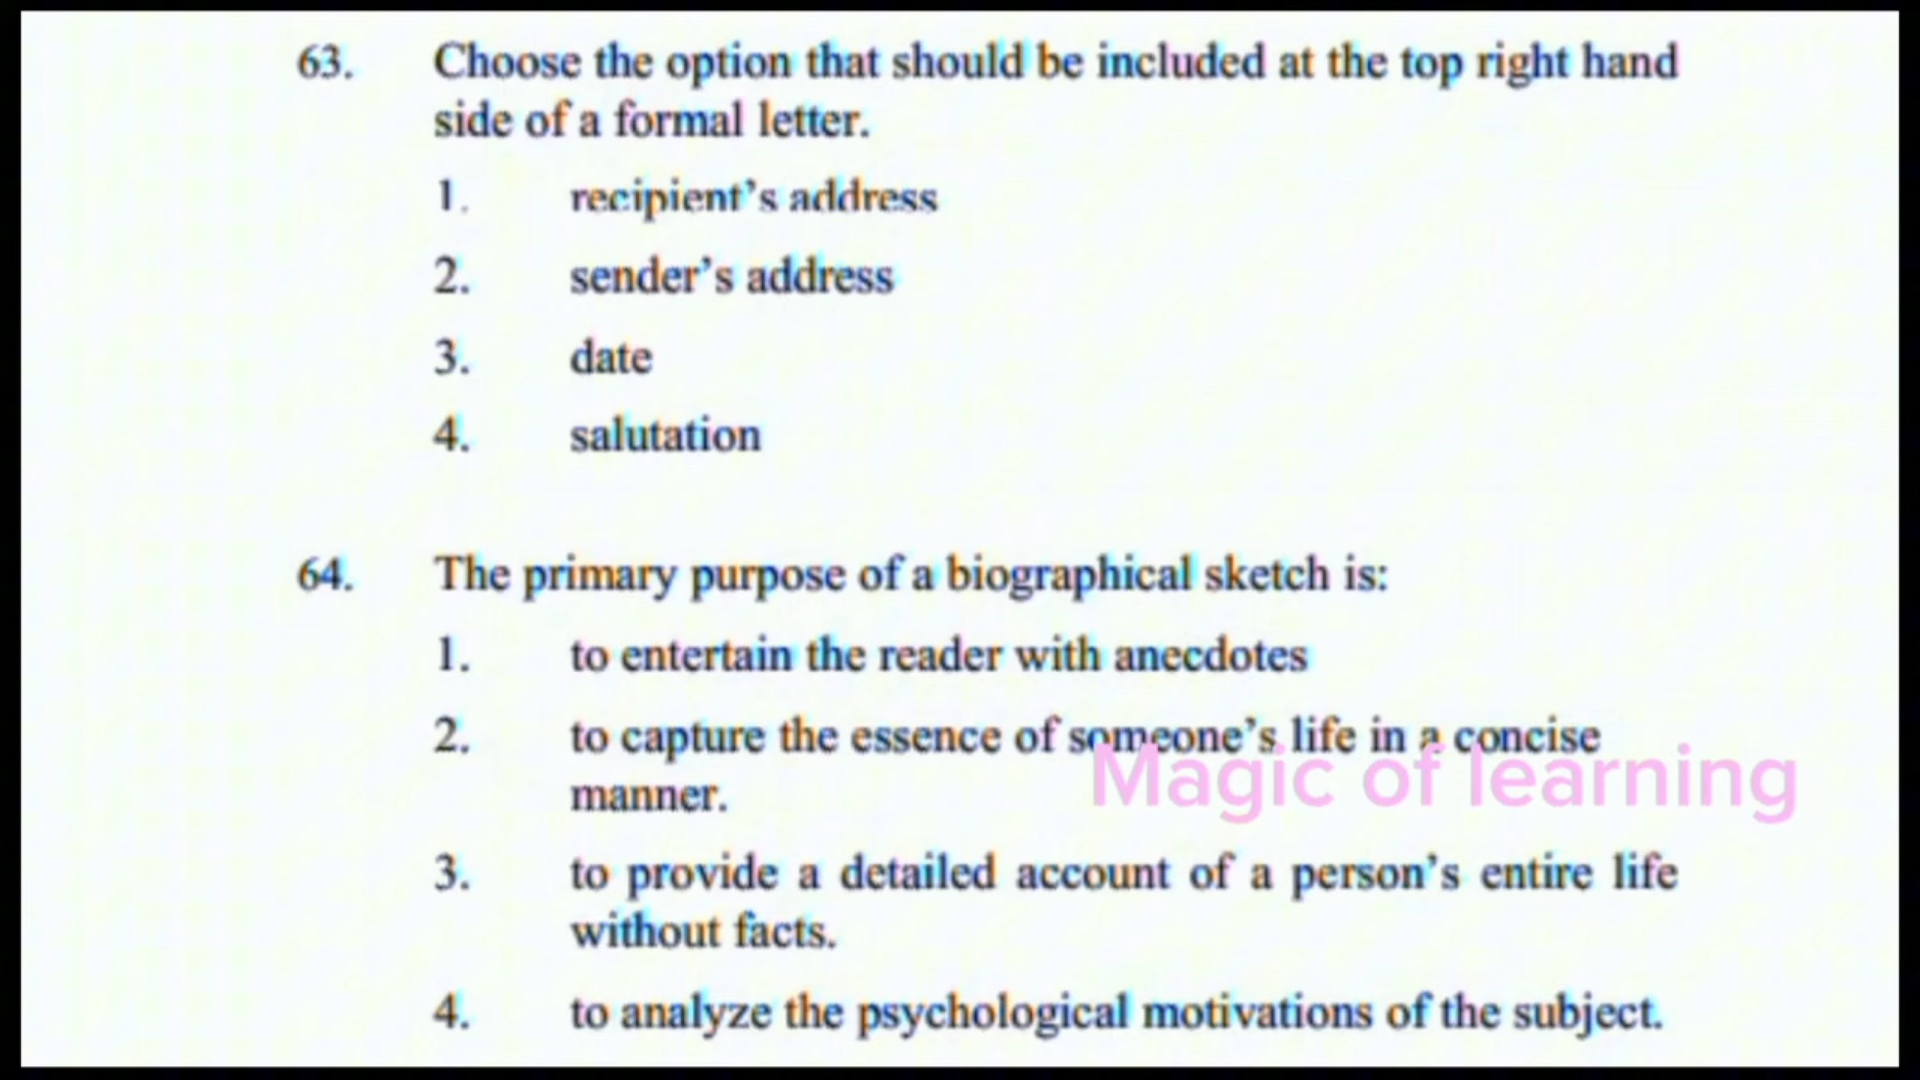 63. Choose the option that should be included at the top right hand
side of a formal letter.
1. recipient’s address
2. sender’s address
3. date
4. salutation
64. The primary purpose of a biographical sketch is:
1. to entertain the reader with anecdotes
2. to capture the essence of someone’s life in a concise
manner.
Magic of learning
3. to provide a detailed account of a person’s entire life
without facts.
4. to analyze the psychological motivations of the subject.